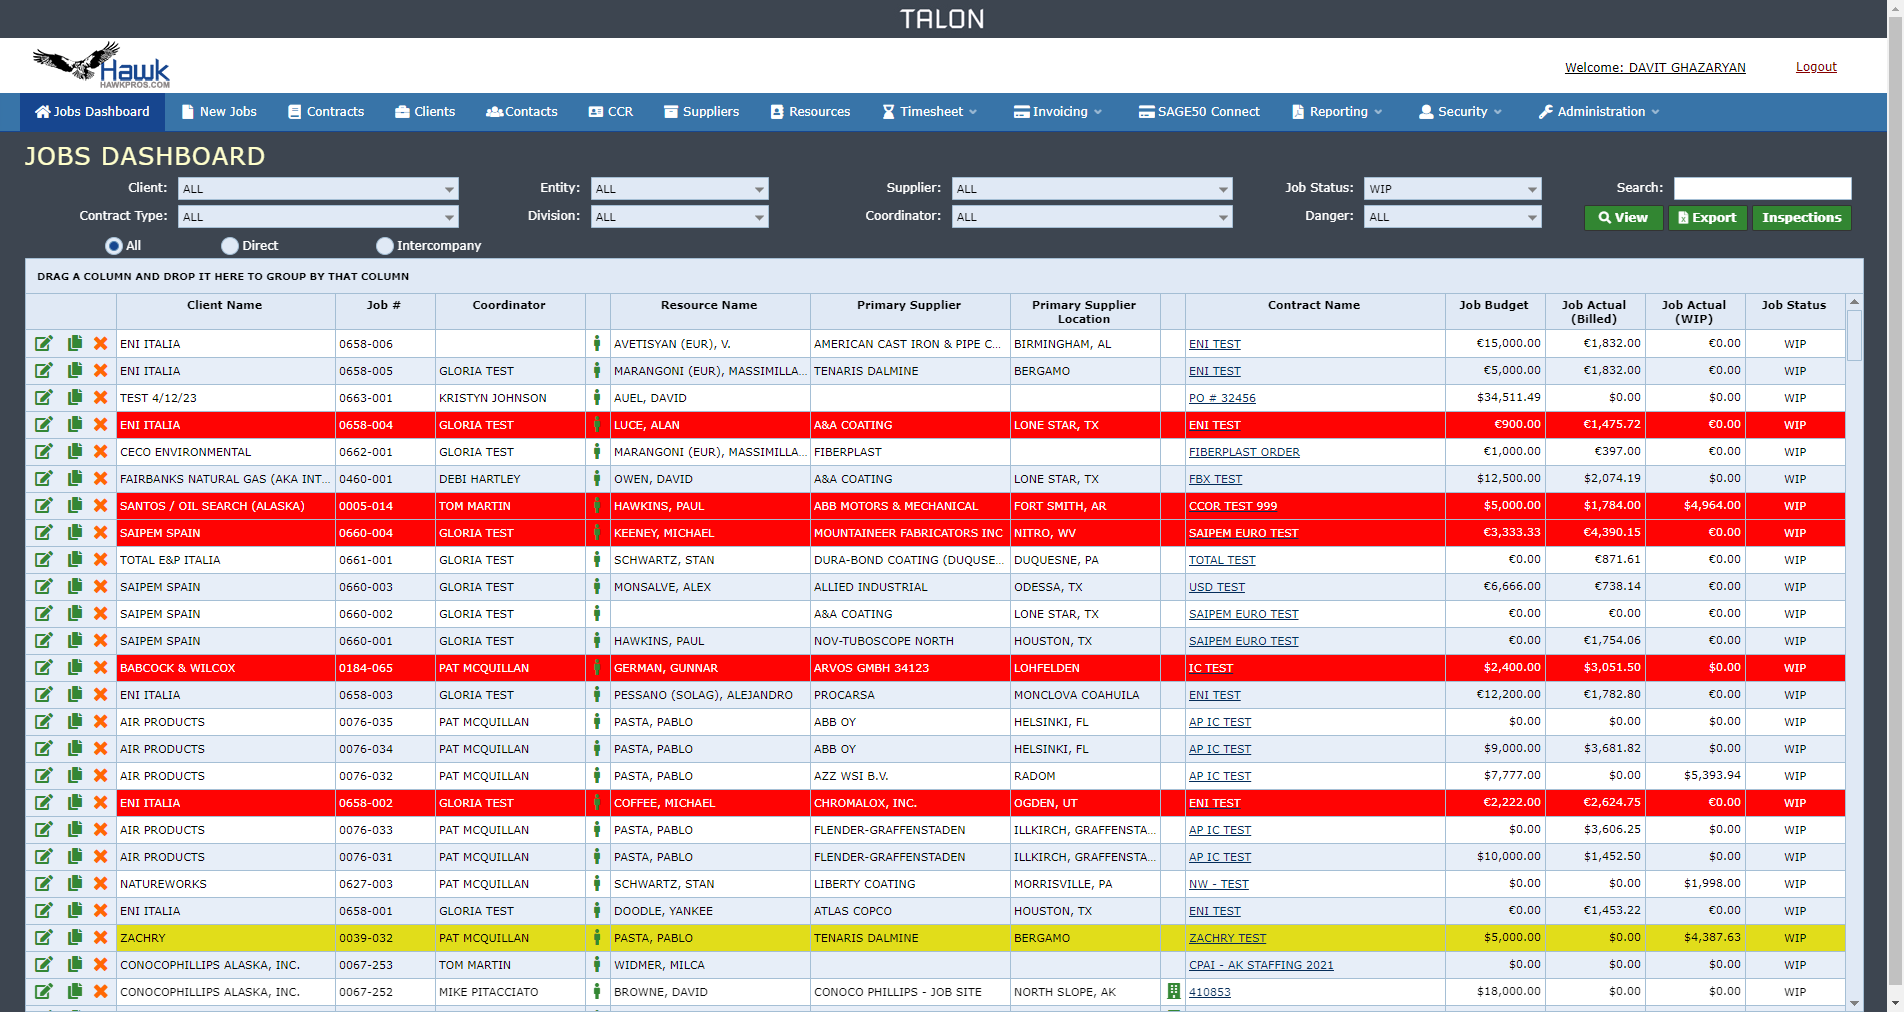 TALON
Hawk
HAWKPROS.COM
Welcome: DAVIT GHAZARYAN Logout
Jobs Dashboard New Jobs Contracts Clients Contacts CCR Suppliers Resources Timesheet Invoicing SAGE50 Connect Reporting Security Administration
JOBS DASHBOARD
Client: ALL Entity: ALL Supplier: ALL Job Status: WIP Search:
Contract Type: ALL Division: ALL Coordinator: ALL Danger: ALL View Export Inspections
All Direct Intercompany
DRAG A COLUMN AND DROP IT HERE TO GROUP BY THAT COLUMN
Client Name Job # Coordinator Resource Name Primary Supplier Primary Supplier Location Contract Name Job Budget Job Actual (Billed) Job Actual (WIP) Job Status
ENI ITALIA 0658-006 AVETISYAN (EUR), V. AMERICAN CAST IRON & PIPE C... BIRMINGHAM, AL ENI TEST €15,000.00 €1,832.00 €0.00 WIP
ENI ITALIA 0658-005 GLORIA TEST MARANGONI (EUR), MASSIMILLA... TENARIS DALMINE BERGAMO ENI TEST €5,000.00 €1,832.00 €0.00 WIP
TEST 4/12/23 0663-001 KRISTYN JOHNSON AUEL, DAVID PO # 32456 $34,511.49 $0.00 $0.00 WIP
ENI ITALIA 0658-004 GLORIA TEST LUCE, ALAN A&A COATING LONE STAR, TX ENI TEST €900.00 €1,475.72 €0.00 WIP
CECO ENVIRONMENTAL 0662-001 GLORIA TEST MARANGONI (EUR), MASSIMILLA... FIBERPLAST FIBERPLAST ORDER €1,000.00 €397.00 €0.00 WIP
FAIRBANKS NATURAL GAS (AKA INT... 0460-001 DEBI HARTLEY OWEN, DAVID A&A COATING LONE STAR, TX FBX TEST $12,500.00 $2,074.19 $0.00 WIP
SANTOS / OIL SEARCH (ALASKA) 0005-014 TOM MARTIN HAWKINS, PAUL ABB MOTORS & MECHANICAL FORT SMITH, AR CCOR TEST 999 $5,000.00 $1,784.00 $4,964.00 WIP
SAIPEM SPAIN 0660-004 GLORIA TEST KEENEY, MICHAEL MOUNTAINEER FABRICATORS INC NITRO, WV SAIPEM EURO TEST €3,333.33 €4,390.15 €0.00 WIP
TOTAL E&P ITALIA 0661-001 GLORIA TEST SCHWARTZ, STAN DURA-BOND COATING (DUQUSE... DUQUESNE, PA TOTAL TEST €0.00 €871.61 €0.00 WIP
SAIPEM SPAIN 0660-003 GLORIA TEST MONSALVE, ALEX ALLIED INDUSTRIAL ODESSA, TX USD TEST €6,666.00 €738.14 €0.00 WIP
SAIPEM SPAIN 0660-002 GLORIA TEST A&A COATING LONE STAR, TX SAIPEM EURO TEST €0.00 €0.00 €0.00 WIP
SAIPEM SPAIN 0660-001 GLORIA TEST HAWKINS, PAUL NOV-TUBOSCOPE NORTH HOUSTON, TX SAIPEM EURO TEST €0.00 €1,754.06 €0.00 WIP
BABCOCK & WILCOX 0184-065 PAT MCQUILLAN GERMAN, GUNNAR ARVOS GMBH 34123 LOHFELDEN IC TEST $2,400.00 $3,051.50 $0.00 WIP
ENI ITALIA 0658-003 GLORIA TEST PESSANO (SOLAG), ALEJANDRO PROCARSA MONCLOVA COAHUILA ENI TEST €12,200.00 €1,782.80 €0.00 WIP
AIR PRODUCTS 0076-035 PAT MCQUILLAN PASTA, PABLO ABB OY HELSINKI, FL AP IC TEST $0.00 $0.00 $0.00 WIP
AIR PRODUCTS 0076-034 PAT MCQUILLAN PASTA, PABLO ABB OY HELSINKI, FL AP IC TEST $9,000.00 $3,681.82 $0.00 WIP
AIR PRODUCTS 0076-032 PAT MCQUILLAN PASTA, PABLO AZZ WSI B.V. RADOM AP IC TEST $7,777.00 $0.00 $5,393.94 WIP
ENI ITALIA 0658-002 GLORIA TEST COFFEE, MICHAEL CHROMALOX, INC. OGDEN, UT ENI TEST €2,222.00 €2,624.75 €0.00 WIP
AIR PRODUCTS 0076-033 PAT MCQUILLAN PASTA, PABLO FLENDER-GRAFFENSTADEN ILLKIRCH, GRAFFENSTA... AP IC TEST $0.00 $3,606.25 $0.00 WIP
AIR PRODUCTS 0076-031 PAT MCQUILLAN PASTA, PABLO FLENDER-GRAFFENSTADEN ILLKIRCH, GRAFFENSTA... AP IC TEST $10,000.00 $1,452.50 $0.00 WIP
NATUREWORKS 0627-003 PAT MCQUILLAN SCHWARTZ, STAN LIBERTY COATING MORRISVILLE, PA NW - TEST $0.00 $0.00 $1,998.00 WIP
ENI ITALIA 0658-001 GLORIA TEST DOODLE, YANKEE ATLAS COPCO HOUSTON, TX ENI TEST €0.00 €1,453.22 €0.00 WIP
ZACHRY 0039-032 PAT MCQUILLAN PASTA, PABLO TENARIS DALMINE BERGAMO ZACHRY TEST $5,000.00 $0.00 $4,387.63 WIP
CONOCOPHILLIPS ALASKA, INC. 0067-253 TOM MARTIN WIDMER, MILCA CPAI - AK STAFFING 2021 $0.00 $0.00 $0.00 WIP
CONOCOPHILLIPS ALASKA, INC. 0067-252 MIKE PITACCIATO BROWNE, DAVID CONOCO PHILLIPS - JOB SITE NORTH SLOPE, AK 410853 $18,000.00 $0.00 $0.00 WIP